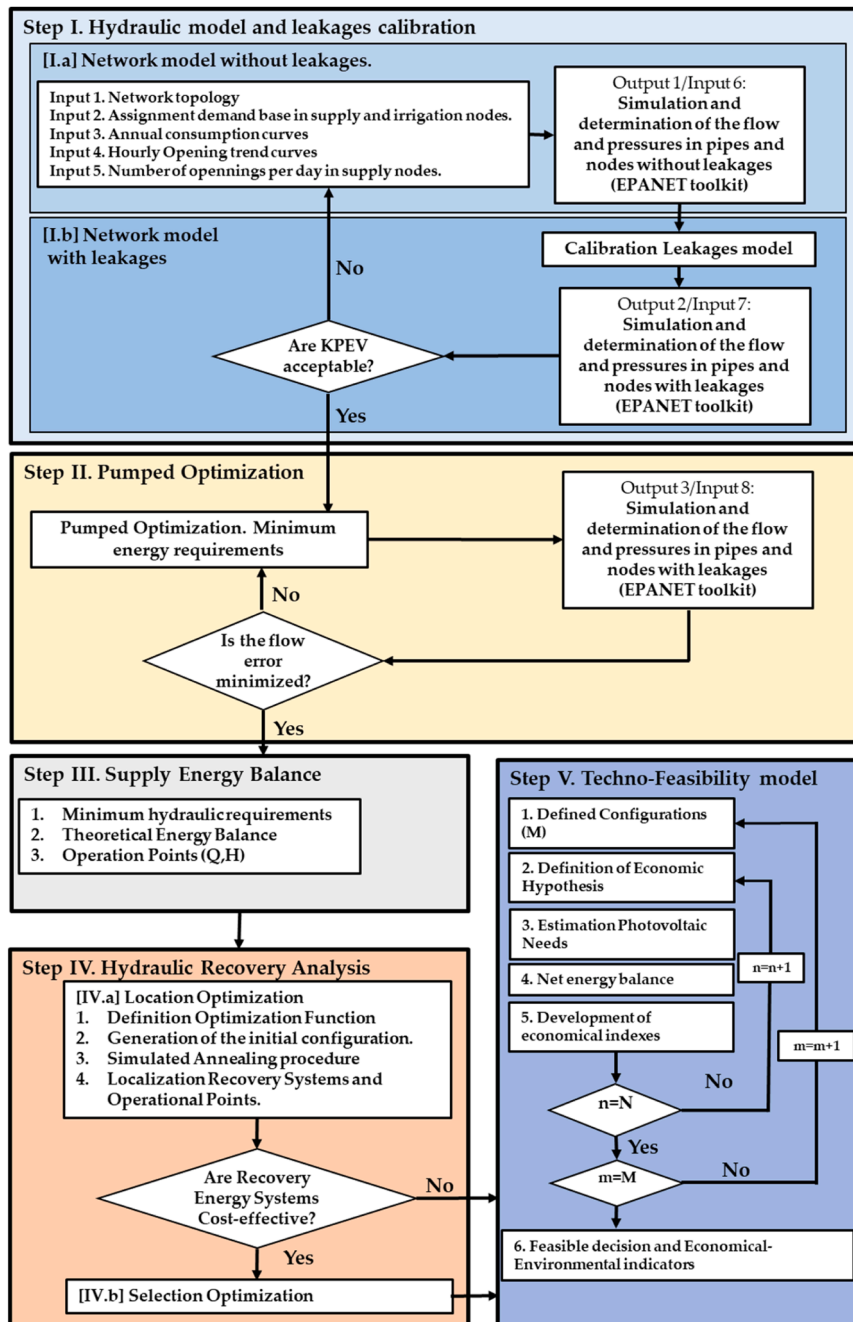 Step I. Hydraulic model and leakages calibration
[I.a] Network model without leakages.
Input 1. Network topology
Input 2. Assignment demand base in supply and irrigation nodes.
Input 3. Annual consumption curves
Input 4. Hourly Opening trend curves
Input 5. Number of opennings per day in supply nodes.
Output 1/Input 6:
Simulation and
determination of the flow
and pressures in pipes and
nodes without leakages
(EPANET toolkit)
[I.b] Network model
with leakages
No
Calibration Leakages model
Output 2/Input 7:
Simulation and
determination of the flow
and pressures in pipes and
nodes with leakages
(EPANET toolkit)
Are KPEV
acceptable?
Yes
Step II. Pumped Optimization
Pumped Optimization. Minimum
energy requirements
Output 3/Input 8:
Simulation and
determination of the flow
and pressures in pipes and
nodes with leakages
(EPANET toolkit)
No
Is the flow
error
minimized?
Yes
Step III. Supply Energy Balance
1. Minimum hydraulic requirements
2. Theoretical Energy Balance
3. Operation Points (Q,H)
Step IV. Hydraulic Recovery Analysis
[IV.a] Location Optimization
1. Definition Optimization Function
2. Generation of the initial configuration.
3. Simulated Annealing procedure
4. Localization Recovery Systems and
Operational Points.
Are Recovery
Energy Systems
Cost-effective?
No
Yes
[IV.b] Selection Optimization
Step V. Techno-Feasibility model
1. Defined Configurations
(M)
2. Definition of Economic
Hypothesis
3. Estimation Photovoltaic
Needs
n=n+1
4. Net energy balance
5. Development of
economical indexes
m=m+1
No
n=N
Yes
No
m=M
6. Feasible decision and Economical-
Environmental indicators